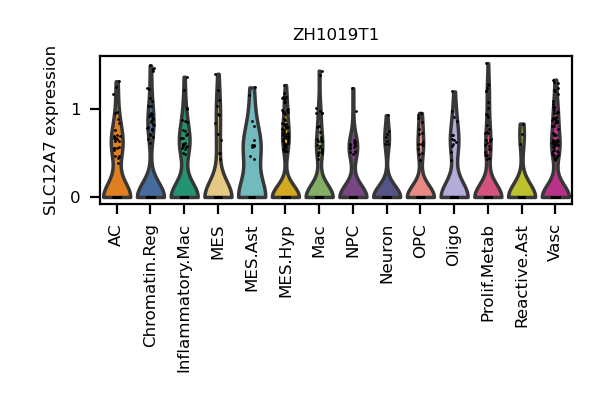 ZH1019T1
SLC12A7 expression
1
0
AC
Chromatin.Reg
Inflammatory.Mac
MES
MES.Ast
MES.Hyp
Mac
NPC
Neuron
OPC
Oligo
Prolif.Metab
Reactive.Ast
Vasc